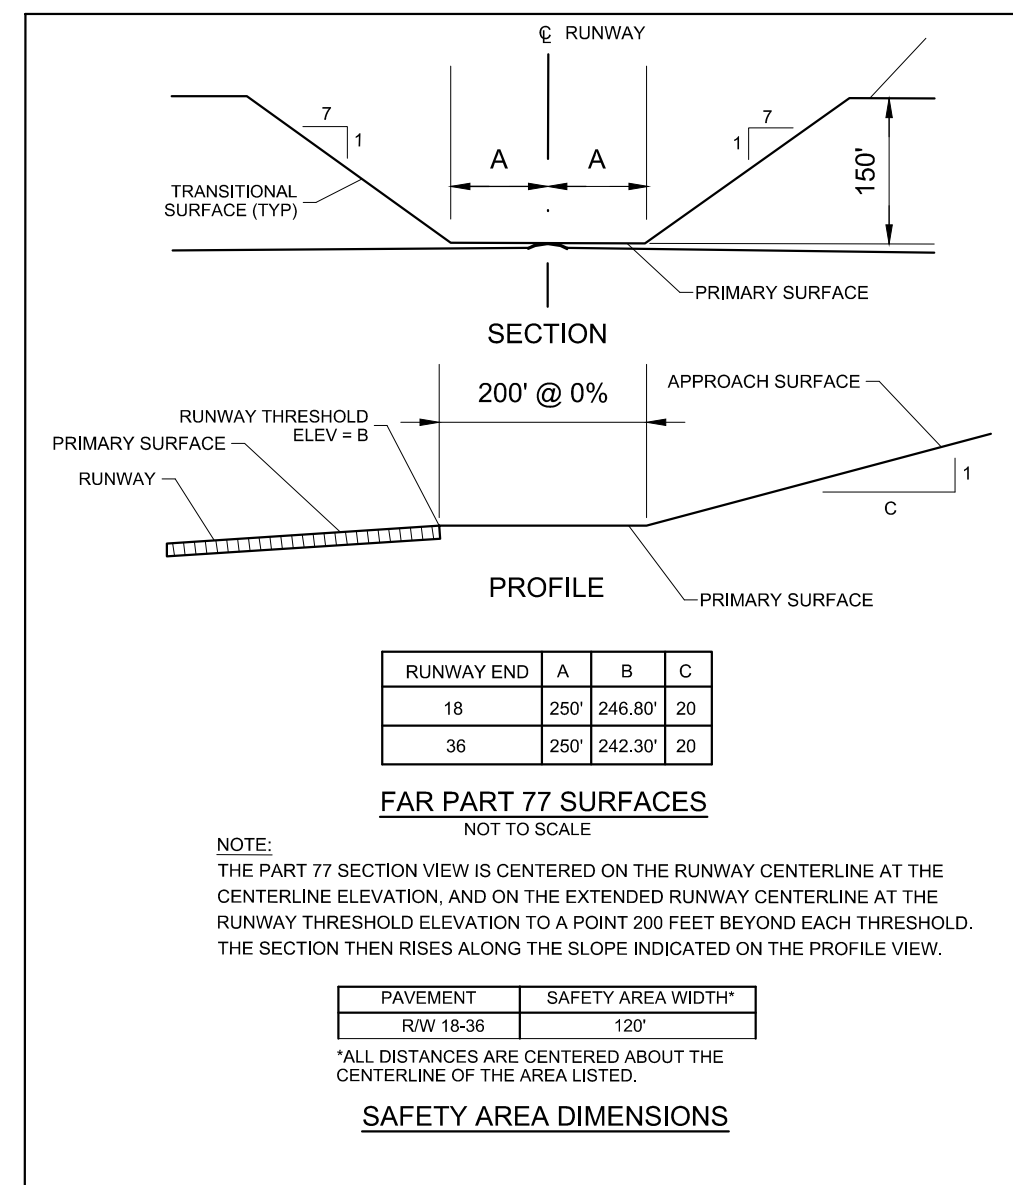 ℄ RUNWAY
7
1
A
A
7
1
150'
TRANSITIONAL
SURFACE (TYP)
PRIMARY SURFACE
SECTION
200' @ 0%
APPROACH SURFACE
RUNWAY THRESHOLD
ELEV = B
PRIMARY SURFACE
RUNWAY
1
C
PROFILE
PRIMARY SURFACE
RUNWAY END A B C
18 250' 246.80' 20
36 250' 242.30' 20
FAR PART 77 SURFACES
NOT TO SCALE
NOTE:
THE PART 77 SECTION VIEW IS CENTERED ON THE RUNWAY CENTERLINE AT THE
CENTERLINE ELEVATION, AND ON THE EXTENDED RUNWAY CENTERLINE AT THE
RUNWAY THRESHOLD ELEVATION TO A POINT 200 FEET BEYOND EACH THRESHOLD.
THE SECTION THEN RISES ALONG THE SLOPE INDICATED ON THE PROFILE VIEW.
PAVEMENT SAFETY AREA WIDTH*
R/W 18-36 120'
*ALL DISTANCES ARE CENTERED ABOUT THE
CENTERLINE OF THE AREA LISTED.
SAFETY AREA DIMENSIONS